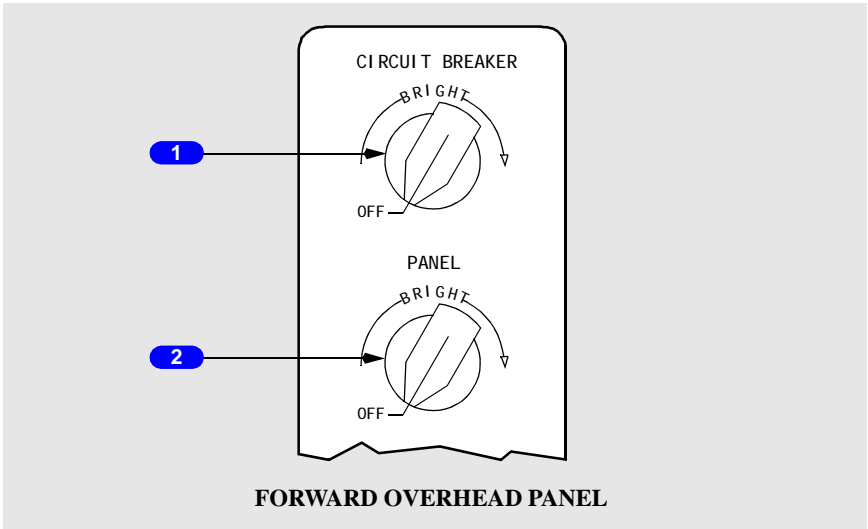 CIRCUIT BREAKER
BRIGHT
1
OFF
PANEL
BRIGHT
2
OFF
FORWARD OVERHEAD PANEL